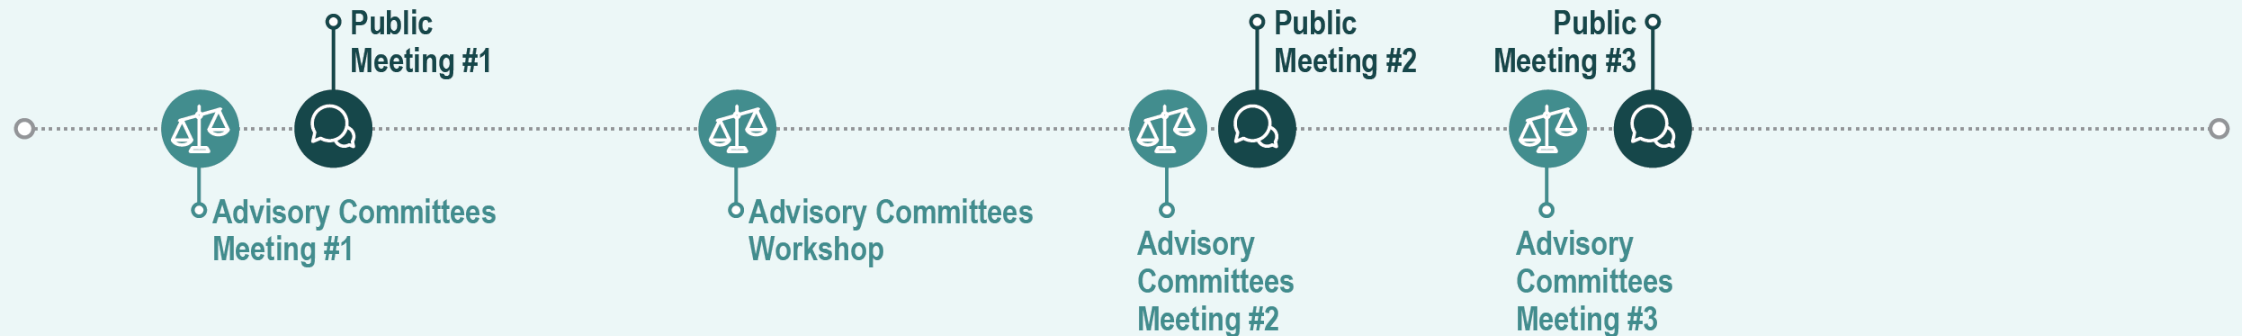 Public
Meeting #1
Public
Meeting #2
Public
Meeting #3
Advisory Committees
Meeting #1
Advisory Committees
Workshop
Advisory
Committees
Meeting #2
Advisory
Committees
Meeting #3